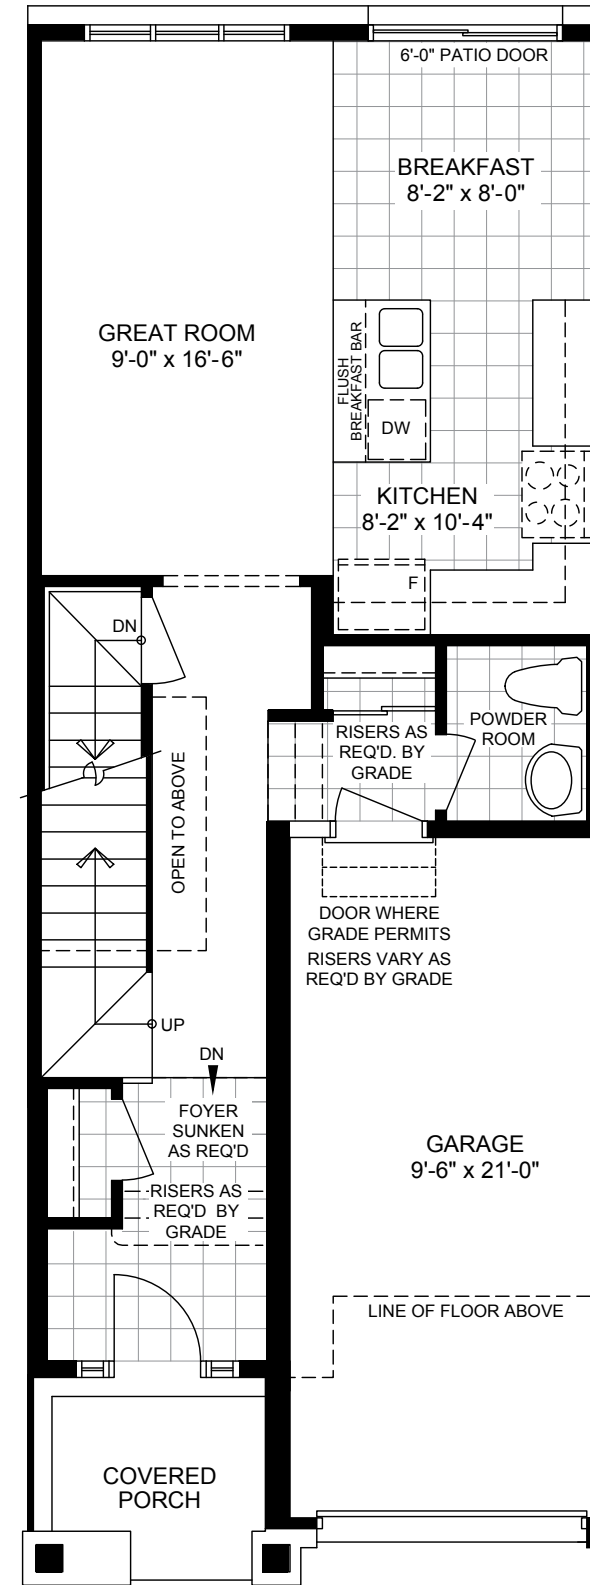 6'-0" PATIO DOOR
BREAKFAST
8'-2" x 8'-0"
GREAT ROOM
9'-0" x 16'-6"
FLUSH
BREAKFAST BAR
DW
KITCHEN
8'-2" x 10'-4"
F
DN
POWDER
ROOM
RISERS AS
REQ'D. BY
GRADE
OPEN TO ABOVE
DOOR WHERE
GRADE PERMITS
RISERS VARY AS
REQ'D BY GRADE
UP
DN
FOYER
SUNKEN
AS REQ'D
GARAGE
9'-6" x 21'-0"
RISERS AS
REQ'D BY
GRADE
LINE OF FLOOR ABOVE
COVERED
PORCH